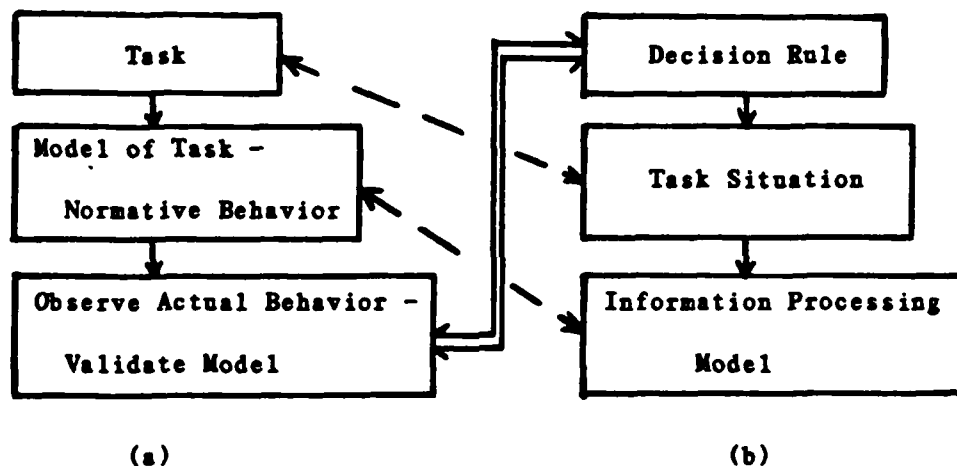 Task
Model of Task -
Normative Behavior
Observe Actual Behavior -
Validate Model
(a)
Decision Rule
Task Situation
Information Processing
Model
(b)